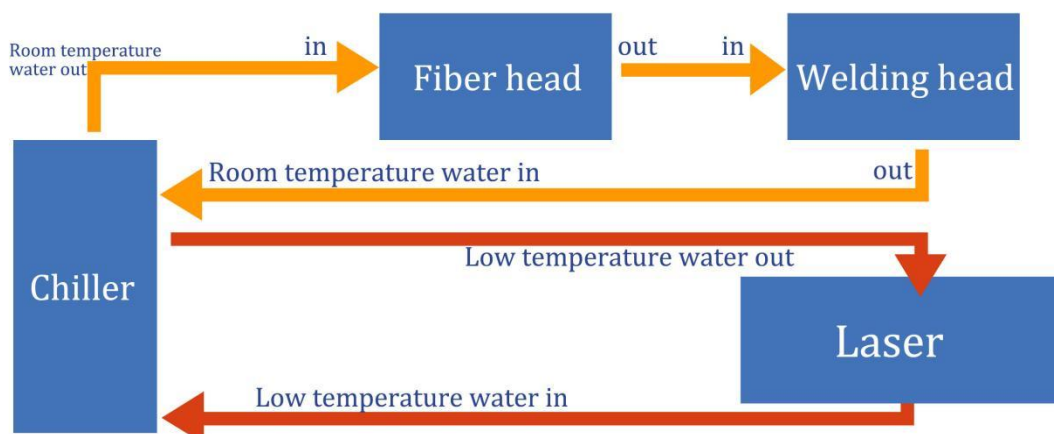 Room temperature
water out
in
Fiber head
out
in
Welding head
Room temperature water in
out
Chiller
Low temperature water out
Laser
Low temperature water in